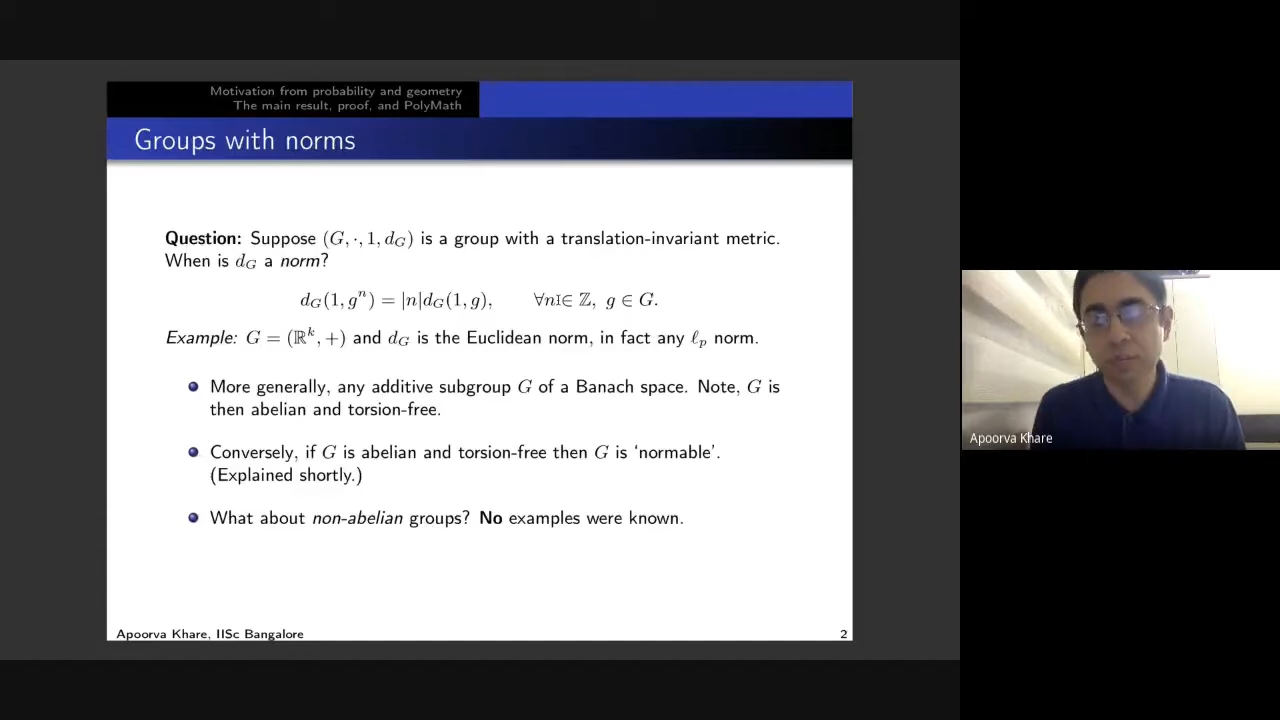 Motivation from probability and geometry
The main result, proof, and PolyMath
Groups with norms
Question: Suppose (G, ·, 1, d_G) is a group with a translation-invariant metric.
When is d_G a norm?
d_G(1, g^n) = |n|d_G(1, g), ∀n ∈ ℤ, g ∈ G.
Example: G = (ℝ^k, +) and d_G is the Euclidean norm, in fact any ℓ_p norm.
More generally, any additive subgroup G of a Banach space. Note, G is
then abelian and torsion-free.
Conversely, if G is abelian and torsion-free then G is ‘normable’.
(Explained shortly.)
What about non-abelian groups? No examples were known.
Apoorva Khare, IISc Bangalore
2
Apoorva Khare